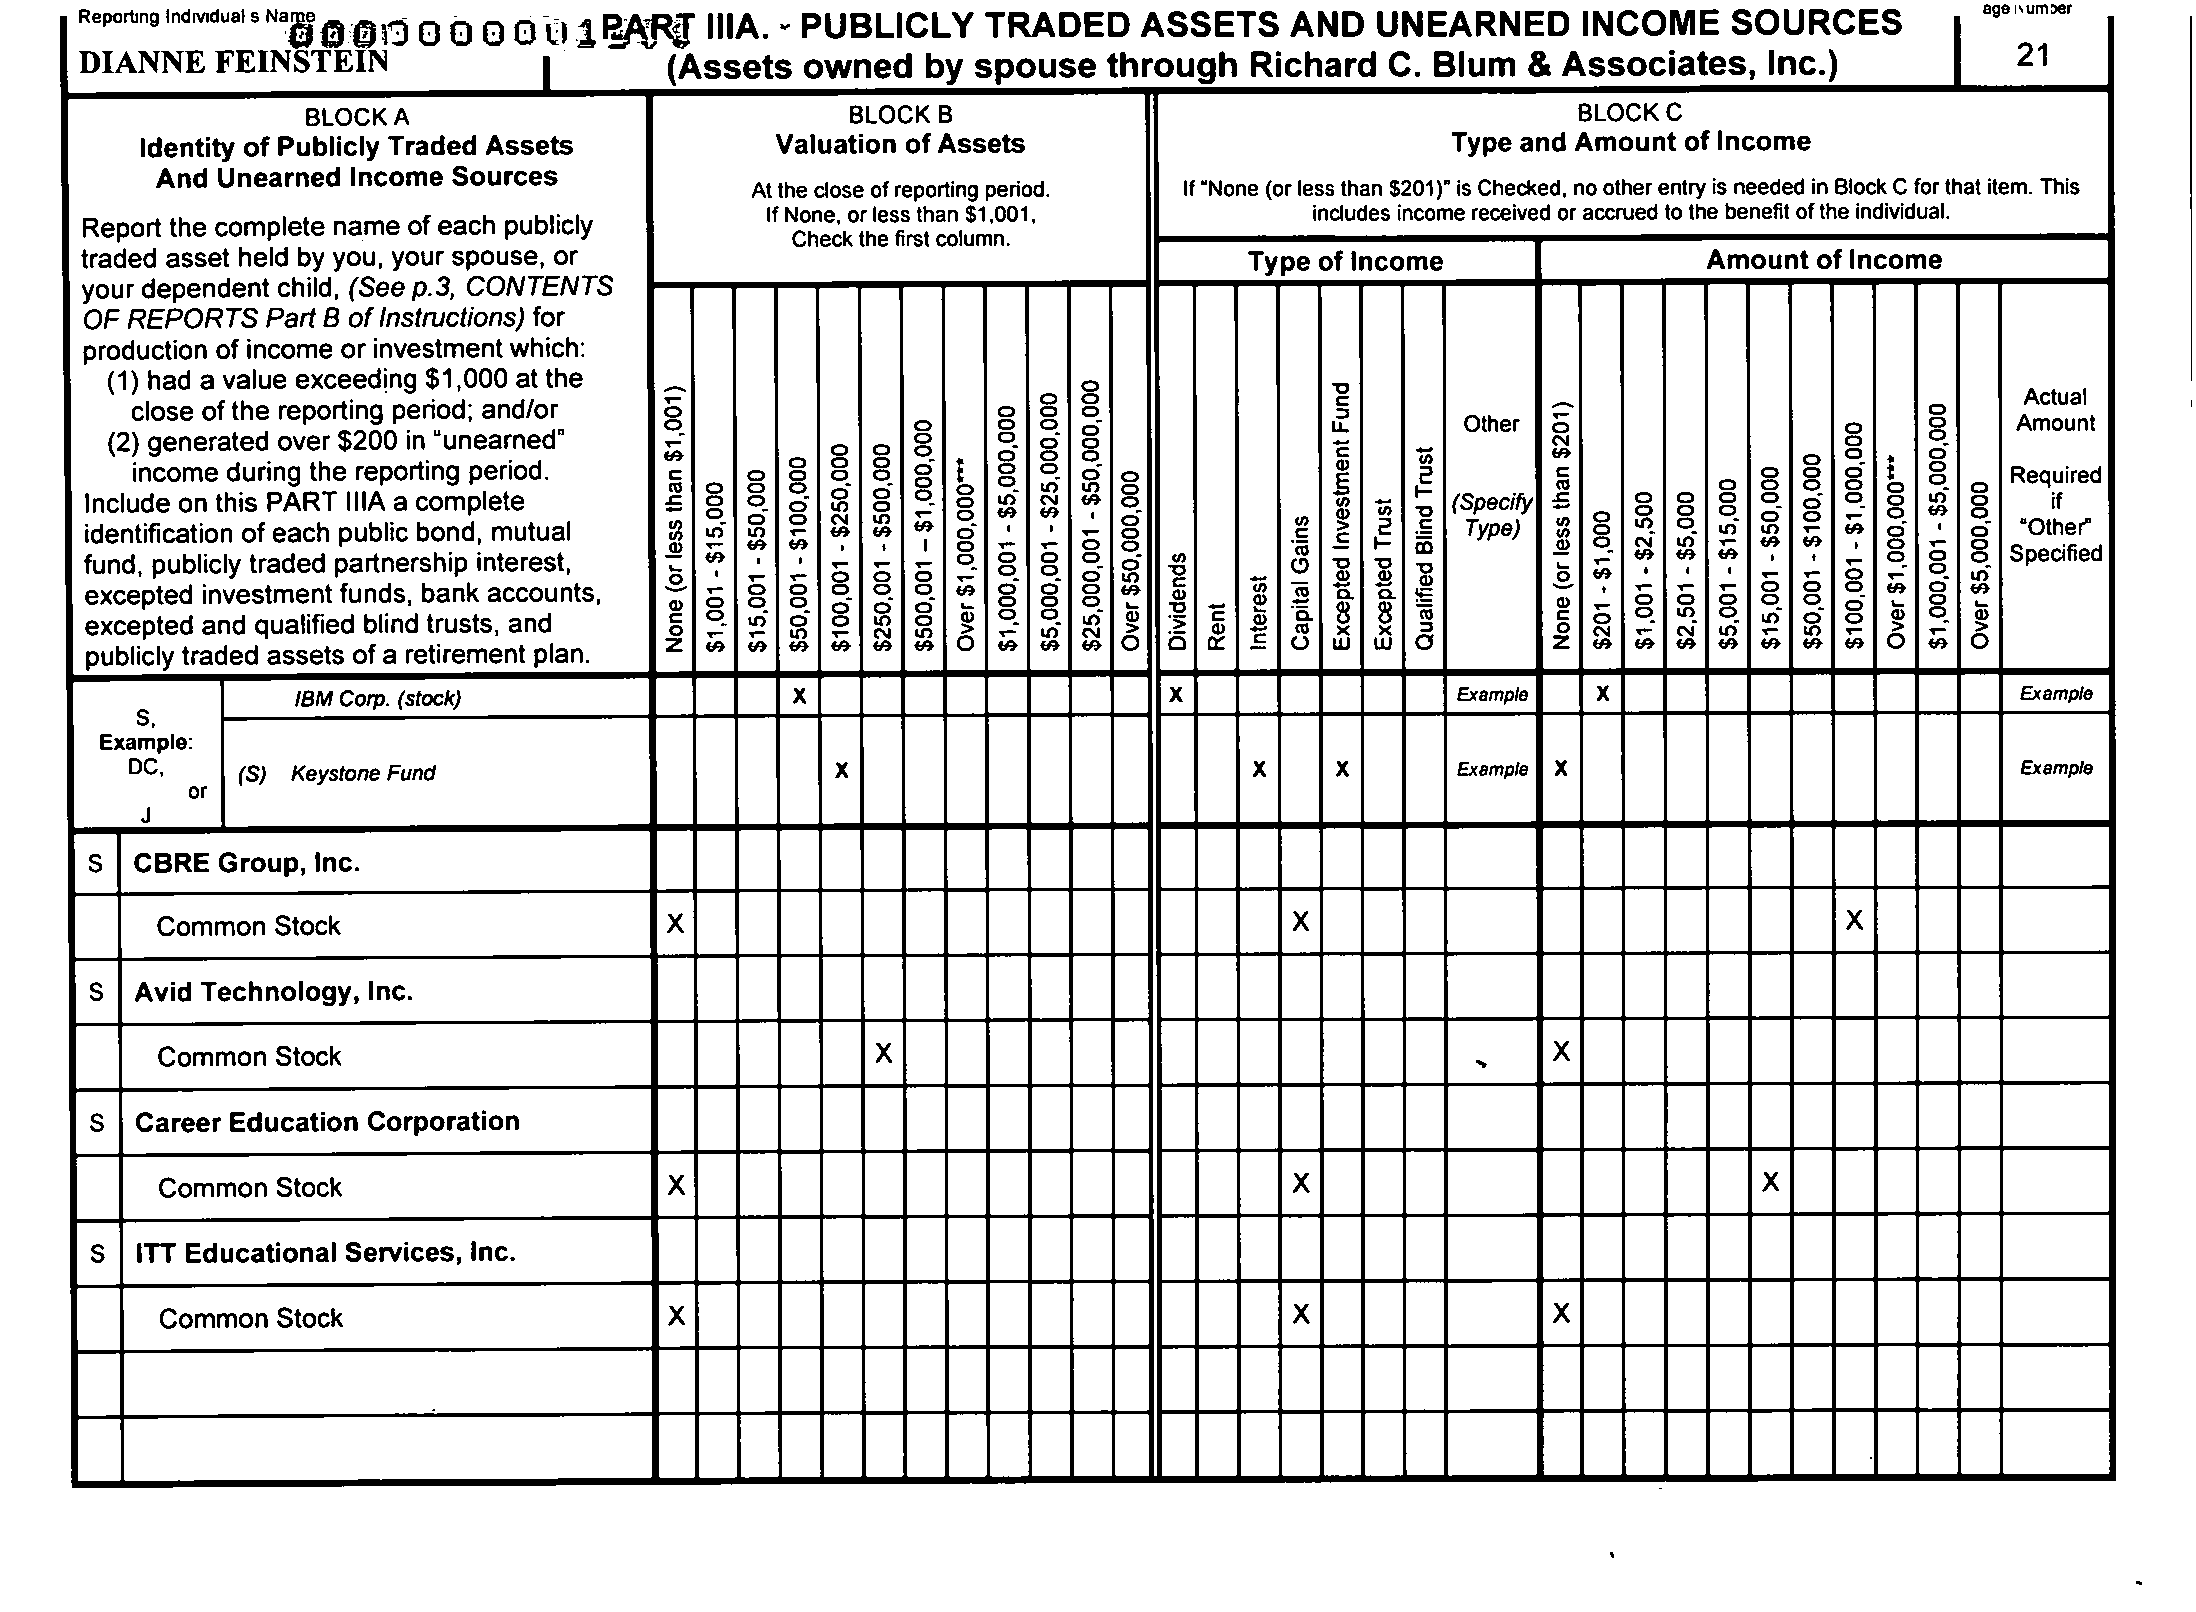 Reporting Individual s Name
DIANNE FEINSTEIN
PART IIIA. - PUBLICLY TRADED ASSETS AND UNEARNED INCOME SOURCES
(Assets owned by spouse through Richard C. Blum & Associates, Inc.)
21
BLOCK A
Identity of Publicly Traded Assets
And Unearned Income Sources
Report the complete name of each publicly
traded asset held by you, your spouse, or
your dependent child, (See p.3, CONTENTS
OF REPORTS Part B of Instructions) for
production of income or investment which:
(1) had a value exceeding $1,000 at the
close of the reporting period; and/or
(2) generated over $200 in "unearned"
income during the reporting period.
Include on this PART IIIA a complete
identification of each public bond, mutual
fund, publicly traded partnership interest,
excepted investment funds, bank accounts,
excepted and qualified blind trusts, and
publicly traded assets of a retirement plan.
BLOCK B
Valuation of Assets
At the close of reporting period.
If None, or less than $1,001,
Check the first column.
None (or less than $1,001)
$1,001 - $15,000
$15,001 - $50,000
$50,001 - $100,000
$100,001 - $250,000
$250,001 - $500,000
$500,001 – $1,000,000
Over $1,000,000***
$1,000,001 - $5,000,000
$5,000,001 - $25,000,000
$25,000,001 - $50,000,000
Over $50,000,000
BLOCK C
Type and Amount of Income
If "None (or less than $201)" is Checked, no other entry is needed in Block C for that item. This
includes income received or accrued to the benefit of the individual.
Type of Income
Dividends
Rent
Interest
Capital Gains
Excepted Investment Fund
Excepted Trust
Qualified Blind Trust
Other
(Specify
Type)
Amount of Income
None (or less than $201)
$201 - $1,000
$1,001 - $2,500
$2,501 - $5,000
$5,001 - $15,000
$15,001 - $50,000
$50,001 - $100,000
$100,001 - $1,000,000
Over $1,000,000***
$1,000,001 - $5,000,000
Over $5,000,000
Actual
Amount
Required
if
"Other"
Specified
S,
Example:
DC,
or
J
IBM Corp. (stock) X X Example X Example
(S) Keystone Fund X X X Example X Example
S CBRE Group, Inc.
Common Stock X X X
S Avid Technology, Inc.
Common Stock X X
S Career Education Corporation
Common Stock X X X
S ITT Educational Services, Inc.
Common Stock X X X